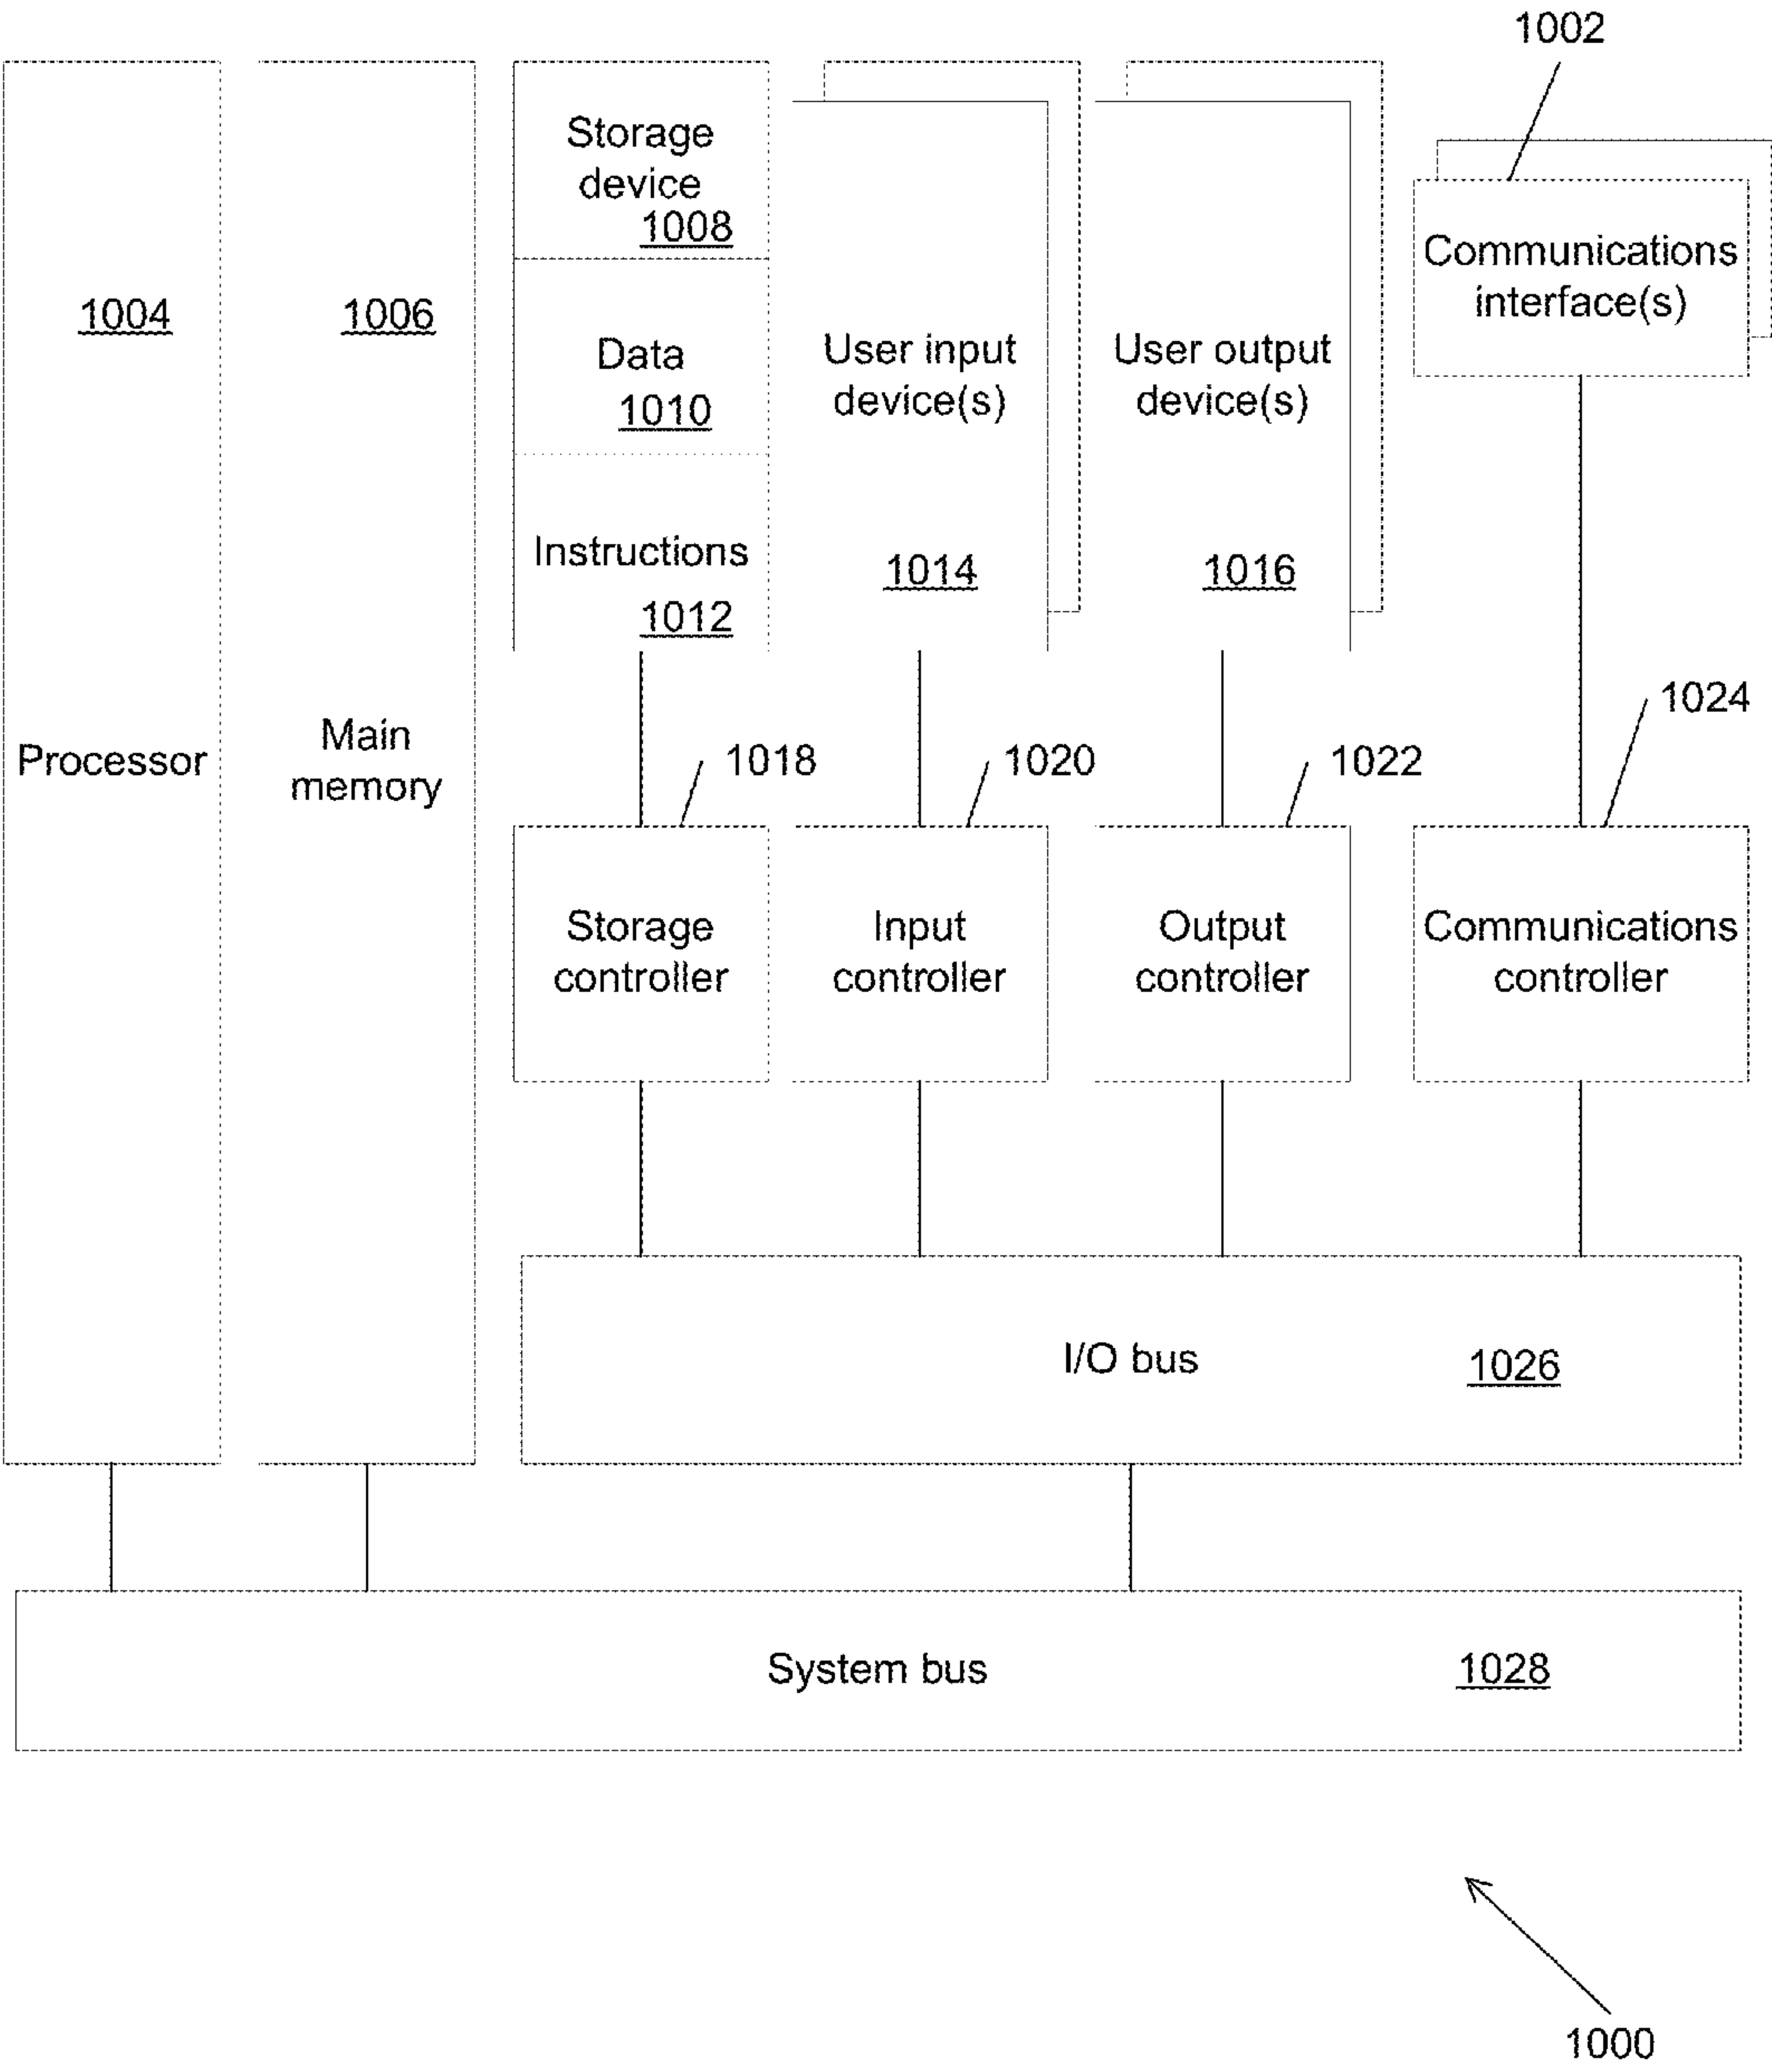 1002
Storage
device
1008
Communications
interface(s)
1004
1006
Data
1010
User input
device(s)
User output
device(s)
Instructions
1012
1014
1016
1024
Processor
Main
memory
1018
1020
1022
Storage
controller
Input
controller
Output
controller
Communications
controller
I/O bus
1026
System bus
1028
1000